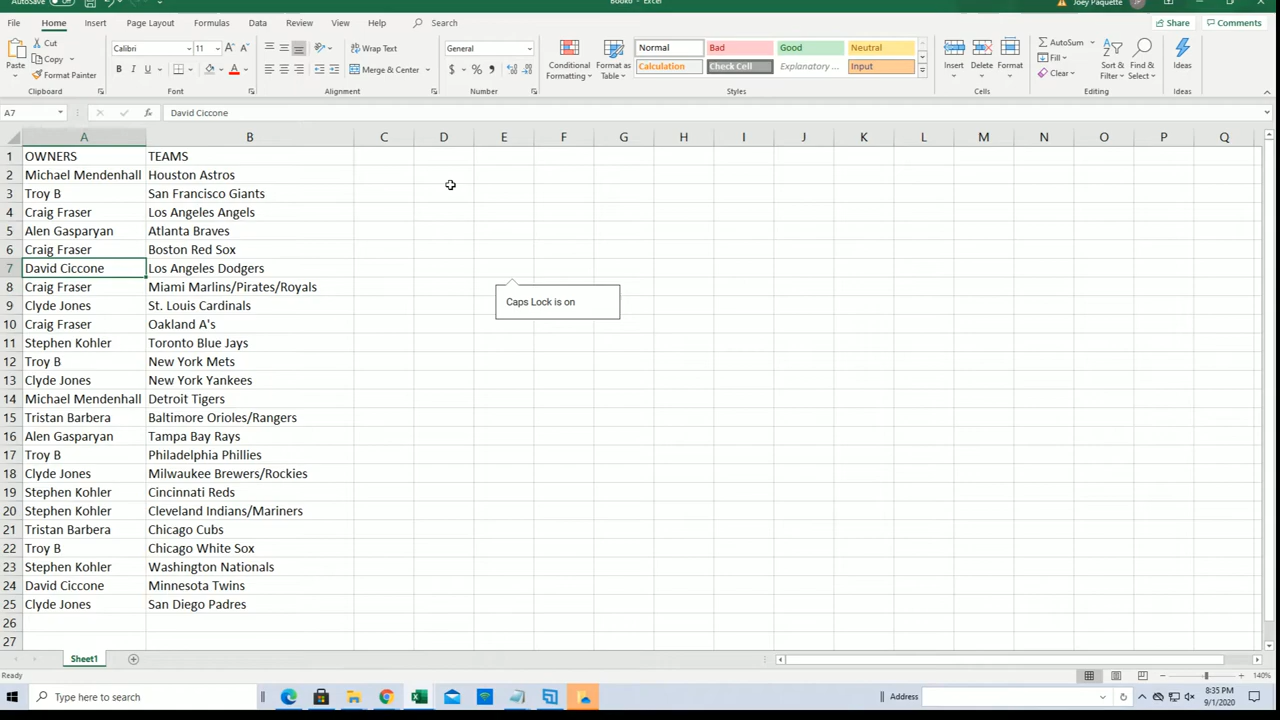 AutoSave Off Book6 - Excel Joey Paquette JP
File Home Insert Page Layout Formulas Data Review View Help Search Share Comments
Paste Cut Copy Format Painter Calibri 11 B I U A Wrap Text Merge & Center General $ % Conditional Formatting Format as Table Normal Bad Good Neutral Calculation Check Cell Explanatory ... Input Insert Delete Format AutoSum Fill Clear Sort & Filter Find & Select Ideas
Clipboard Font Alignment Number Styles Cells Editing Ideas
A7 fx David Ciccone
A B C D E F G H I J K L M N O P Q
1 OWNERS TEAMS
2 Michael Mendenhall Houston Astros
3 Troy B San Francisco Giants
4 Craig Fraser Los Angeles Angels
5 Alen Gasparyan Atlanta Braves
6 Craig Fraser Boston Red Sox
7 David Ciccone Los Angeles Dodgers
8 Craig Fraser Miami Marlins/Pirates/Royals
9 Clyde Jones St. Louis Cardinals
Caps Lock is on
10 Craig Fraser Oakland A's
11 Stephen Kohler Toronto Blue Jays
12 Troy B New York Mets
13 Clyde Jones New York Yankees
14 Michael Mendenhall Detroit Tigers
15 Tristan Barbera Baltimore Orioles/Rangers
16 Alen Gasparyan Tampa Bay Rays
17 Troy B Philadelphia Phillies
18 Clyde Jones Milwaukee Brewers/Rockies
19 Stephen Kohler Cincinnati Reds
20 Stephen Kohler Cleveland Indians/Mariners
21 Tristan Barbera Chicago Cubs
22 Troy B Chicago White Sox
23 Stephen Kohler Washington Nationals
24 David Ciccone Minnesota Twins
25 Clyde Jones San Diego Padres
26
27
Sheet1
Ready 140%
Type here to search Address 8:35 PM
9/1/2020